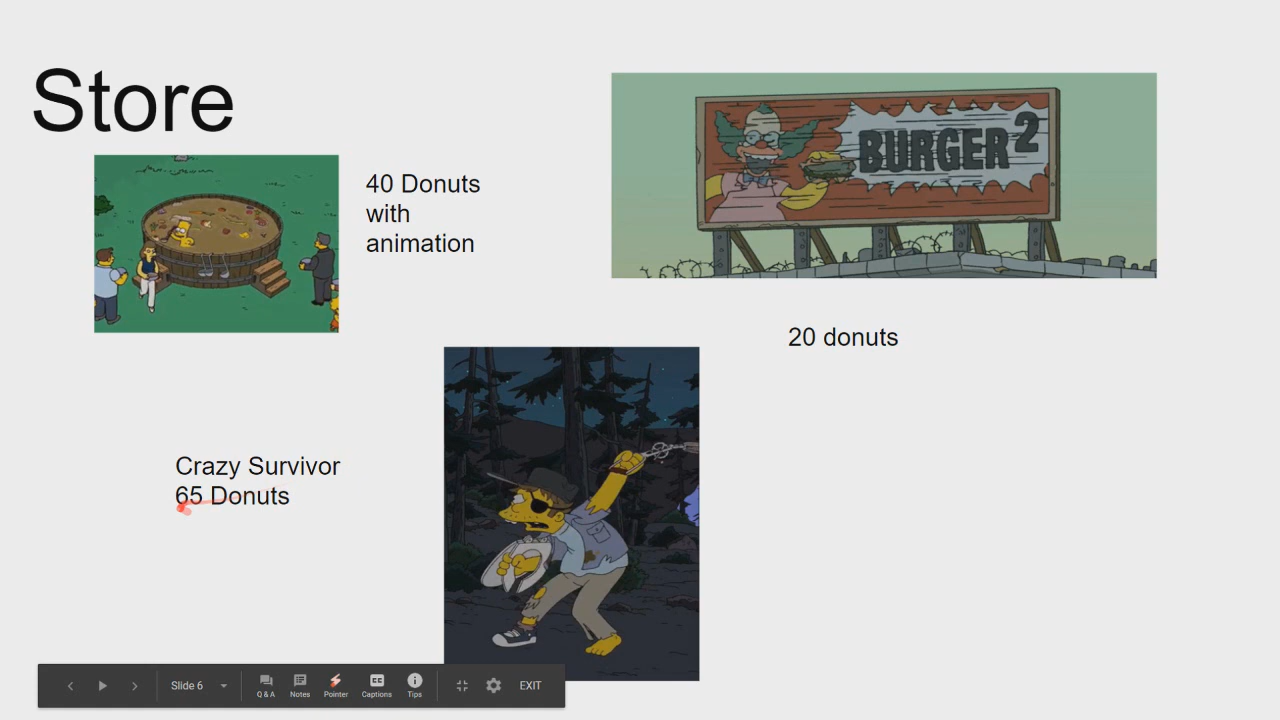 Store
40 Donuts
with
animation
BURGER 2
20 donuts
Crazy Survivor
65 Donuts
Slide 6
Q & A
Notes
Pointer
Captions
Tips
EXIT